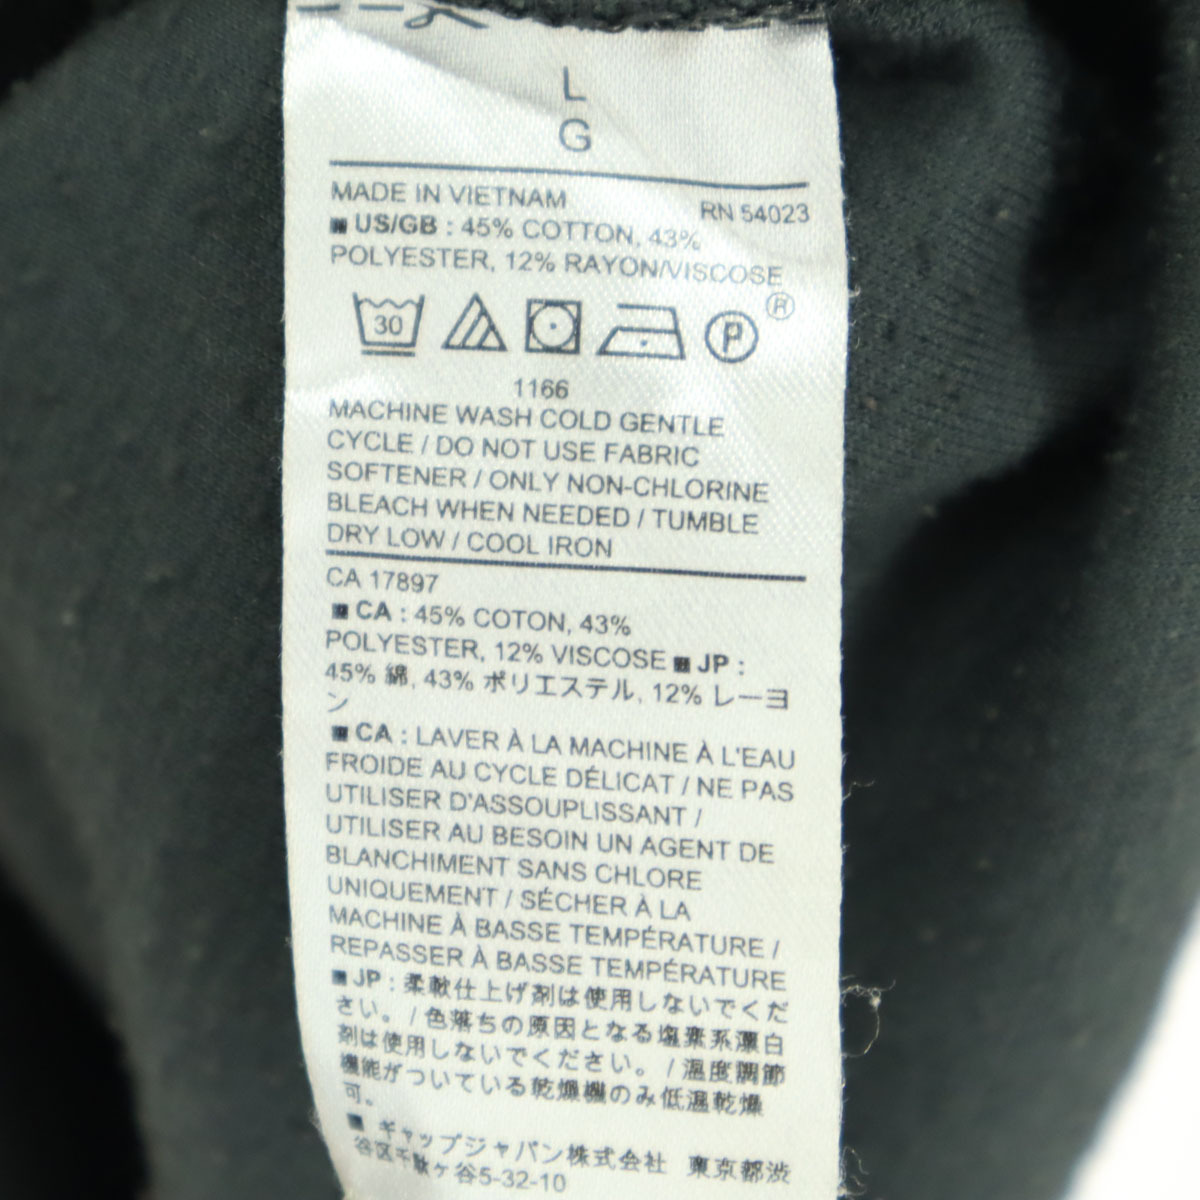 L
G
MADE IN VIETNAM RN 54023
■ US/GB : 45% COTTON, 43%
POLYESTER, 12% RAYON/VISCOSE
30 P ®
1166
MACHINE WASH COLD GENTLE
CYCLE / DO NOT USE FABRIC
SOFTENER / ONLY NON-CHLORINE
BLEACH WHEN NEEDED / TUMBLE
DRY LOW / COOL IRON
CA 17897
■ CA : 45% COTON, 43%
POLYESTER, 12% VISCOSE ■ JP :
45% 綿, 43% ポリエステル, 12% レーヨ
ン
■ CA : LAVER À LA MACHINE À L'EAU
FROIDE AU CYCLE DÉLICAT / NE PAS
UTILISER D'ASSOUPLISSANT /
UTILISER AU BESOIN UN AGENT DE
BLANCHIMENT SANS CHLORE
UNIQUEMENT / SÉCHER À LA
MACHINE À BASSE TEMPÉRATURE /
REPASSER À BASSE TEMPÉRATURE
■ JP : 柔軟仕上げ剤は使用しないでくだ
さい。 / 色落ちの原因となる塩素系漂白
剤は使用しないでください。 / 温度調節
機能がついている乾燥機のみ低温乾燥
可。
■ ギャップジャパン株式会社 東京都渋
谷区千駄ヶ谷5-32-10